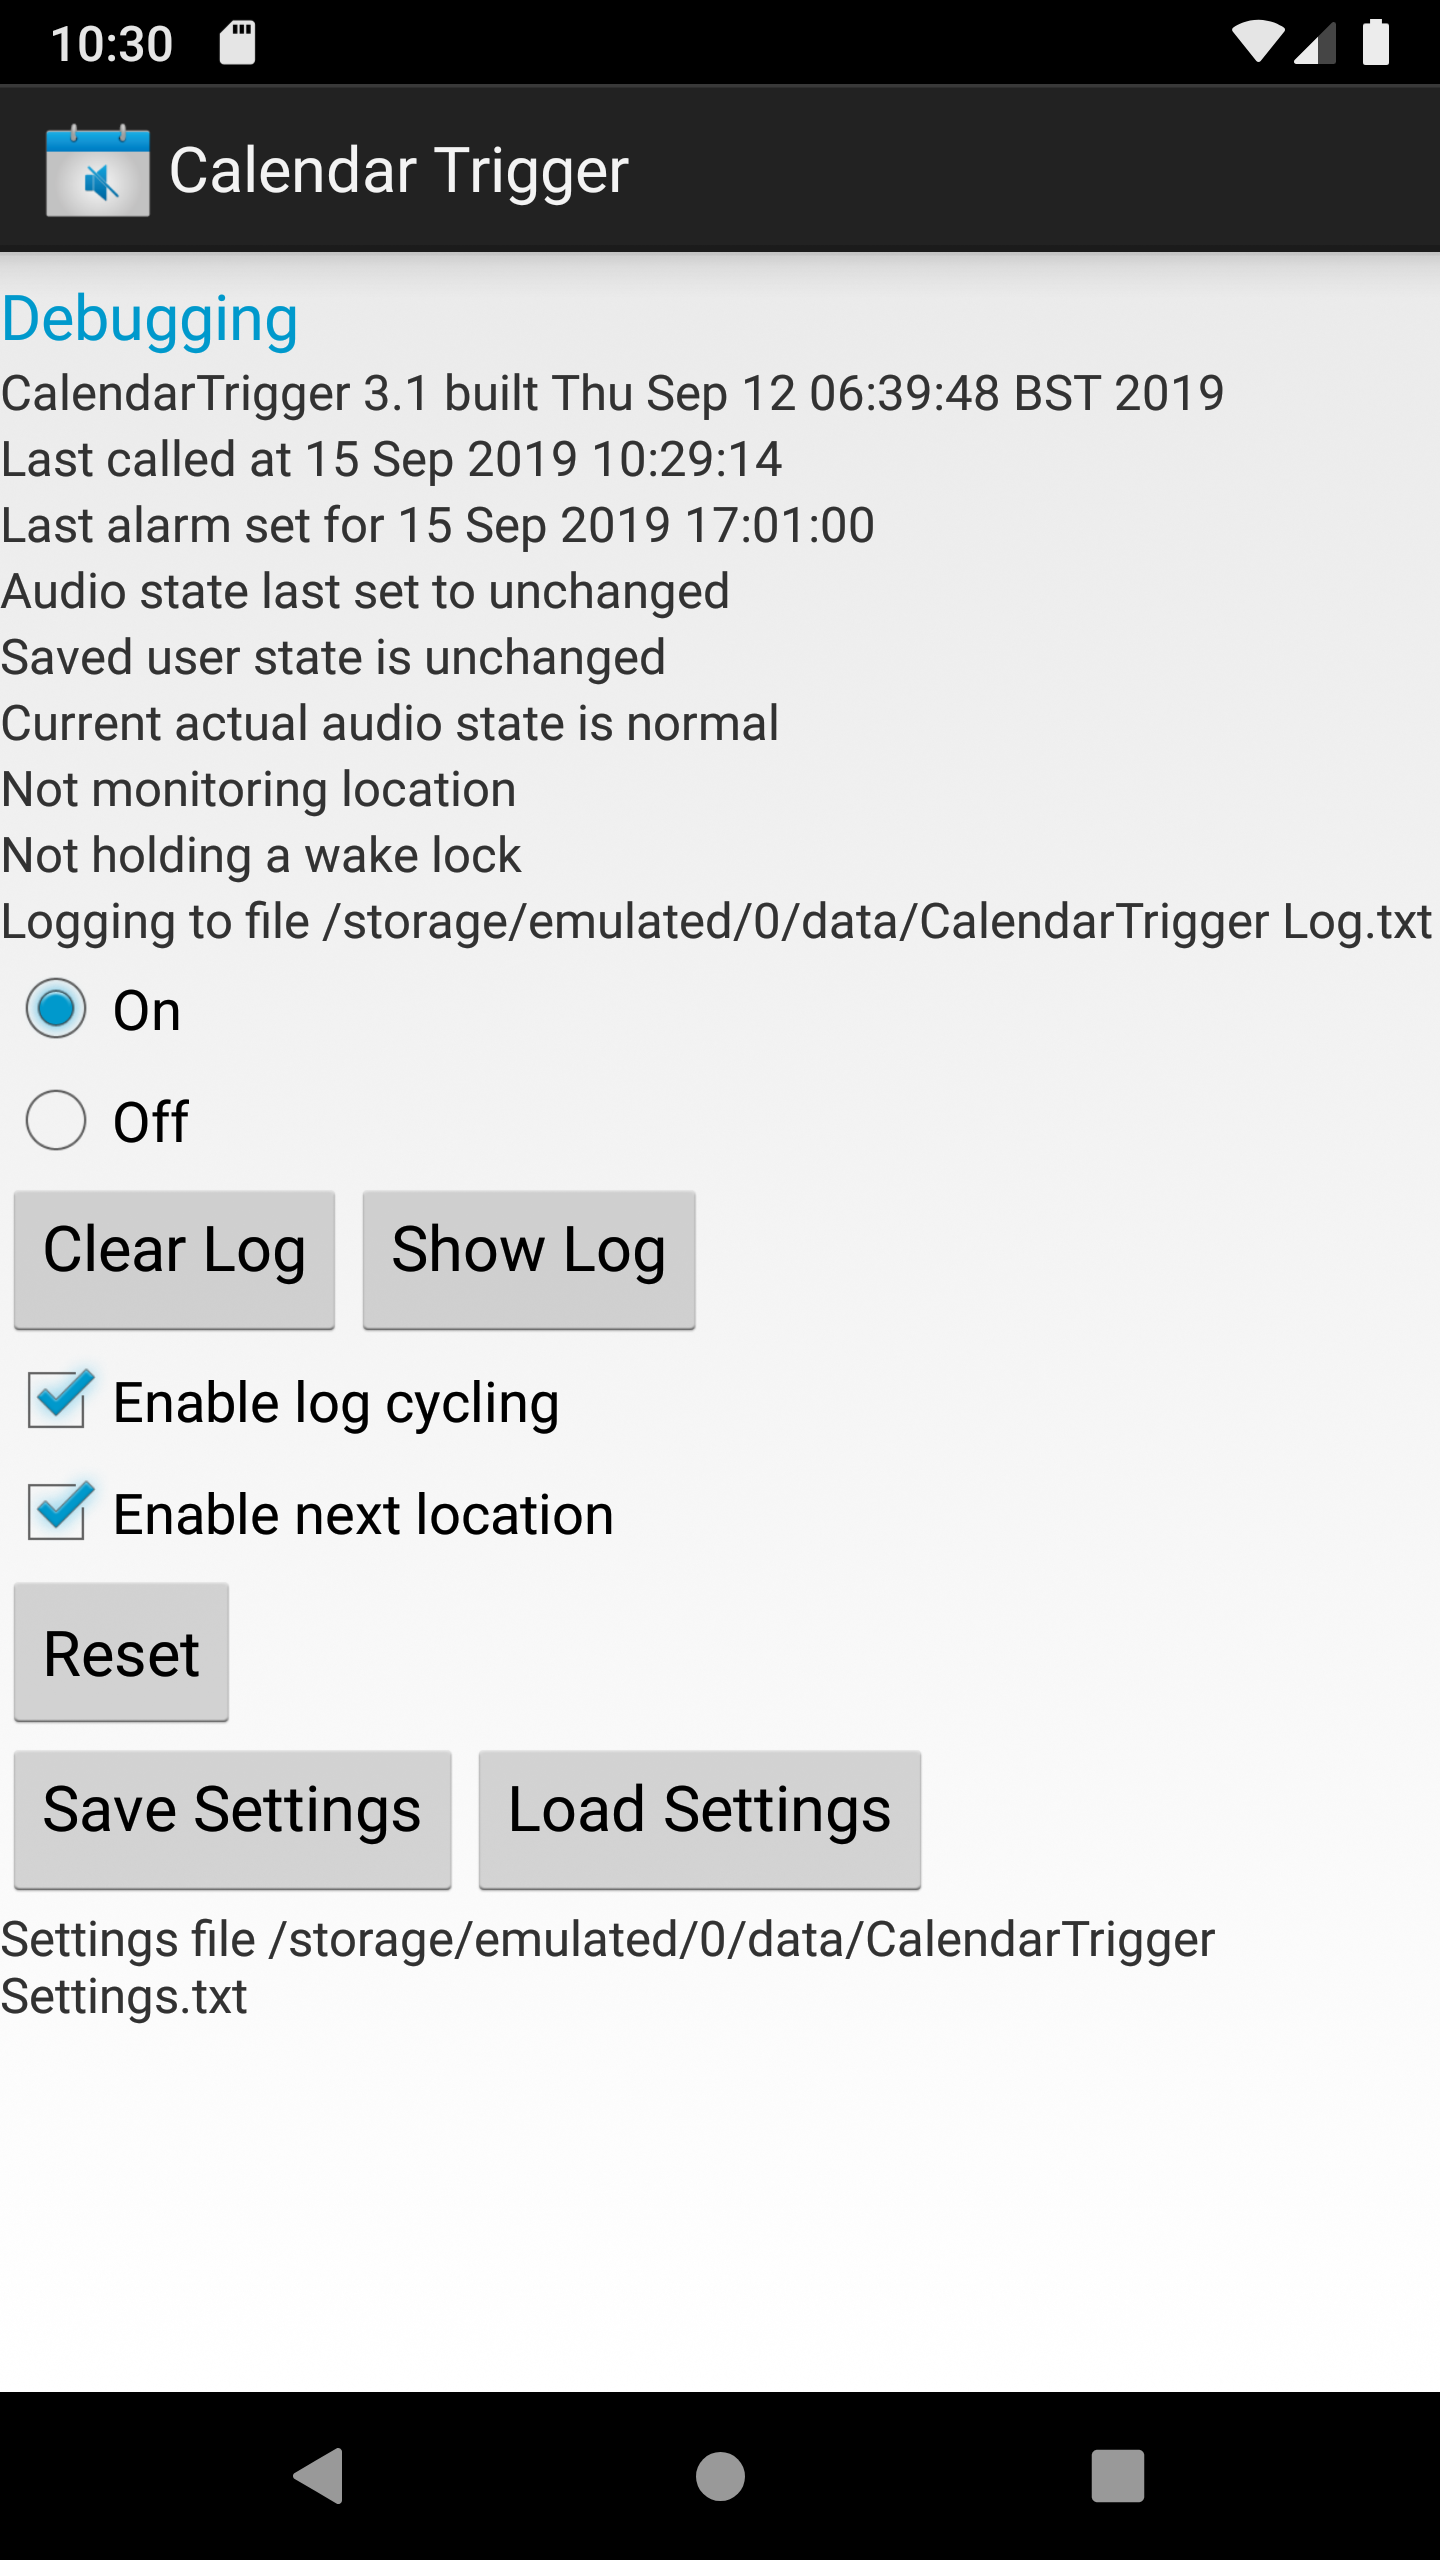 10:30
Calendar Trigger
Debugging
CalendarTrigger 3.1 built Thu Sep 12 06:39:48 BST 2019
Last called at 15 Sep 2019 10:29:14
Last alarm set for 15 Sep 2019 17:01:00
Audio state last set to unchanged
Saved user state is unchanged
Current actual audio state is normal
Not monitoring location
Not holding a wake lock
Logging to file /storage/emulated/0/data/CalendarTrigger Log.txt
On
Off
Clear Log Show Log
Enable log cycling
Enable next location
Reset
Save Settings Load Settings
Settings file /storage/emulated/0/data/CalendarTrigger
Settings.txt